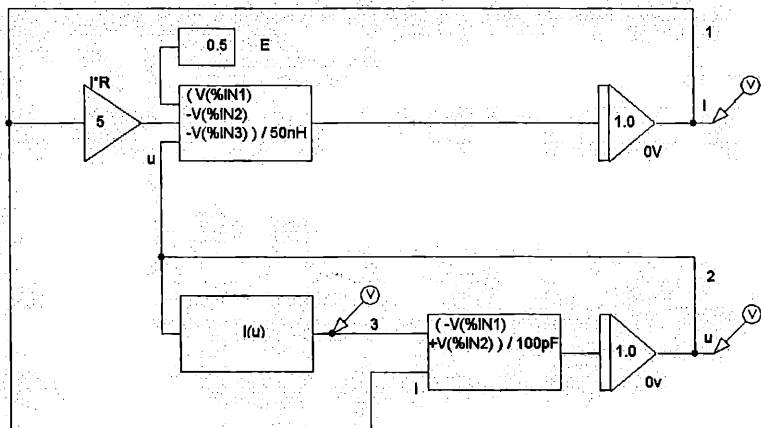 1
0.5 E
I*R
V
5
( V(%IN1)
-V(%IN2)
-V(%IN3) ) / 50nH
1.0
I
0V
u
2
V
V
I(u)
3
( -V(%IN1)
+V(%IN2) ) / 100pF
1.0
u
I
0v